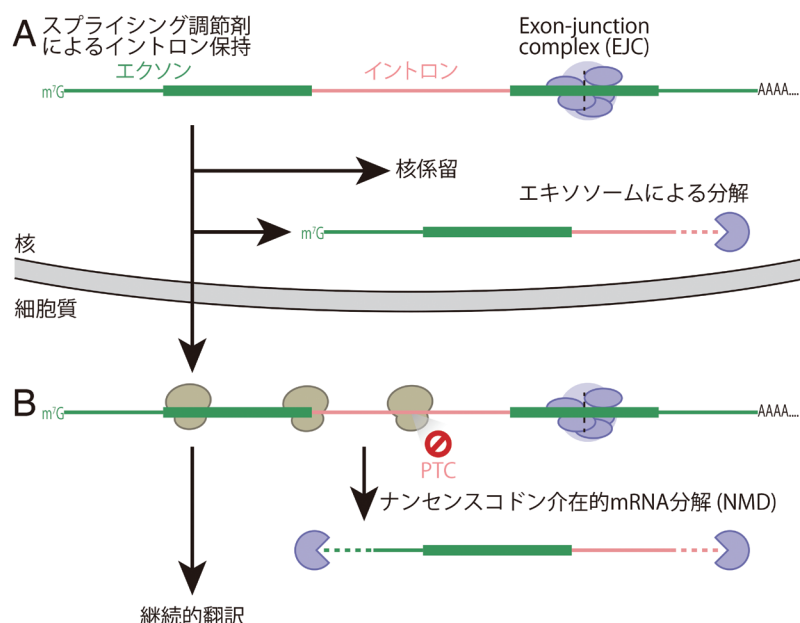 A
スプライシング調節剤
によるイントロン保持
Exon-junction
complex (EJC)
エクソン
イントロン
m⁷G
AAAA....
核係留
エキソソームによる分解
m⁷G
核
細胞質
B
m⁷G
AAAA....
PTC
ナンセンスコドン介在的mRNA分解 (NMD)
継続的翻訳